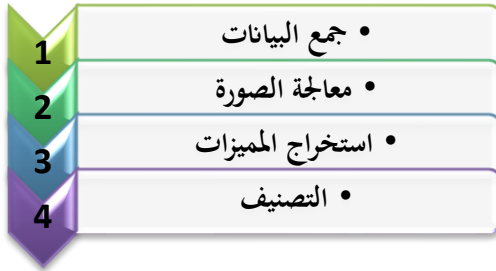 1 • جمع البيانات
2 • معالجة الصورة
3 • استخراج المميزات
4 • التصنيف